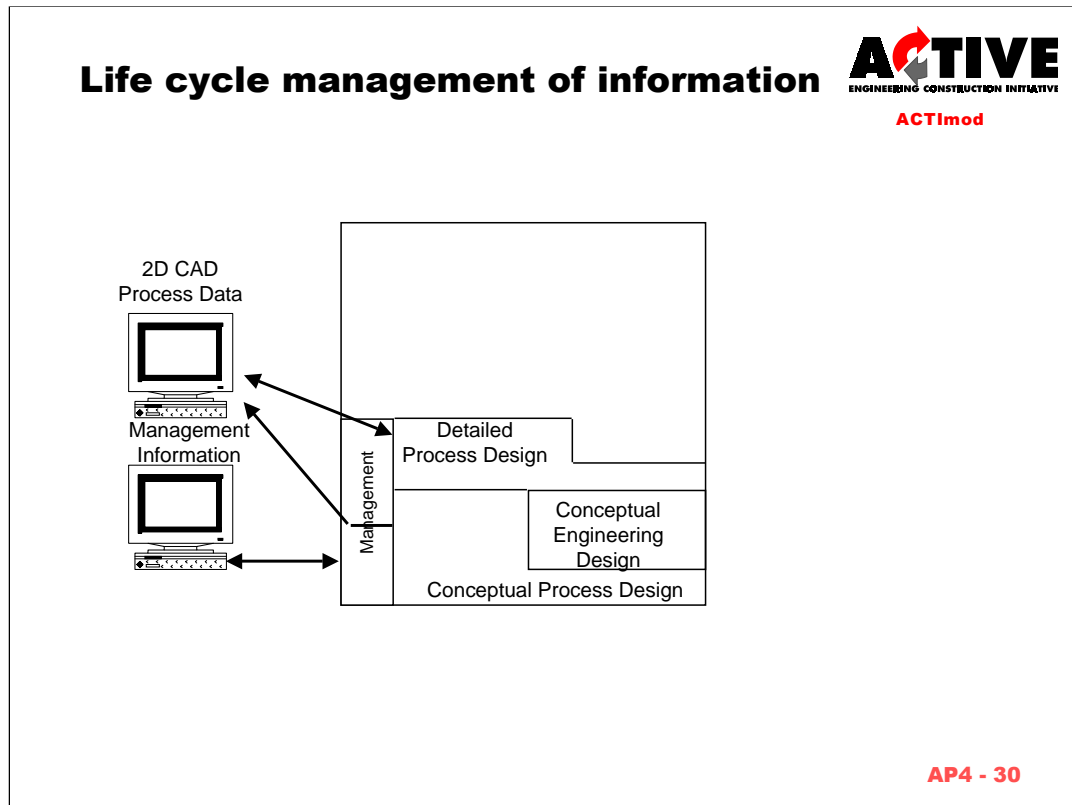 Life cycle management of information
ACTIVE
ENGINEERING CONSTRUCTION INITIATIVE
ACTImod
2D CAD
Process Data
Management
Information
Management
Detailed
Process Design
Conceptual
Engineering
Design
Conceptual Process Design
AP4 - 30